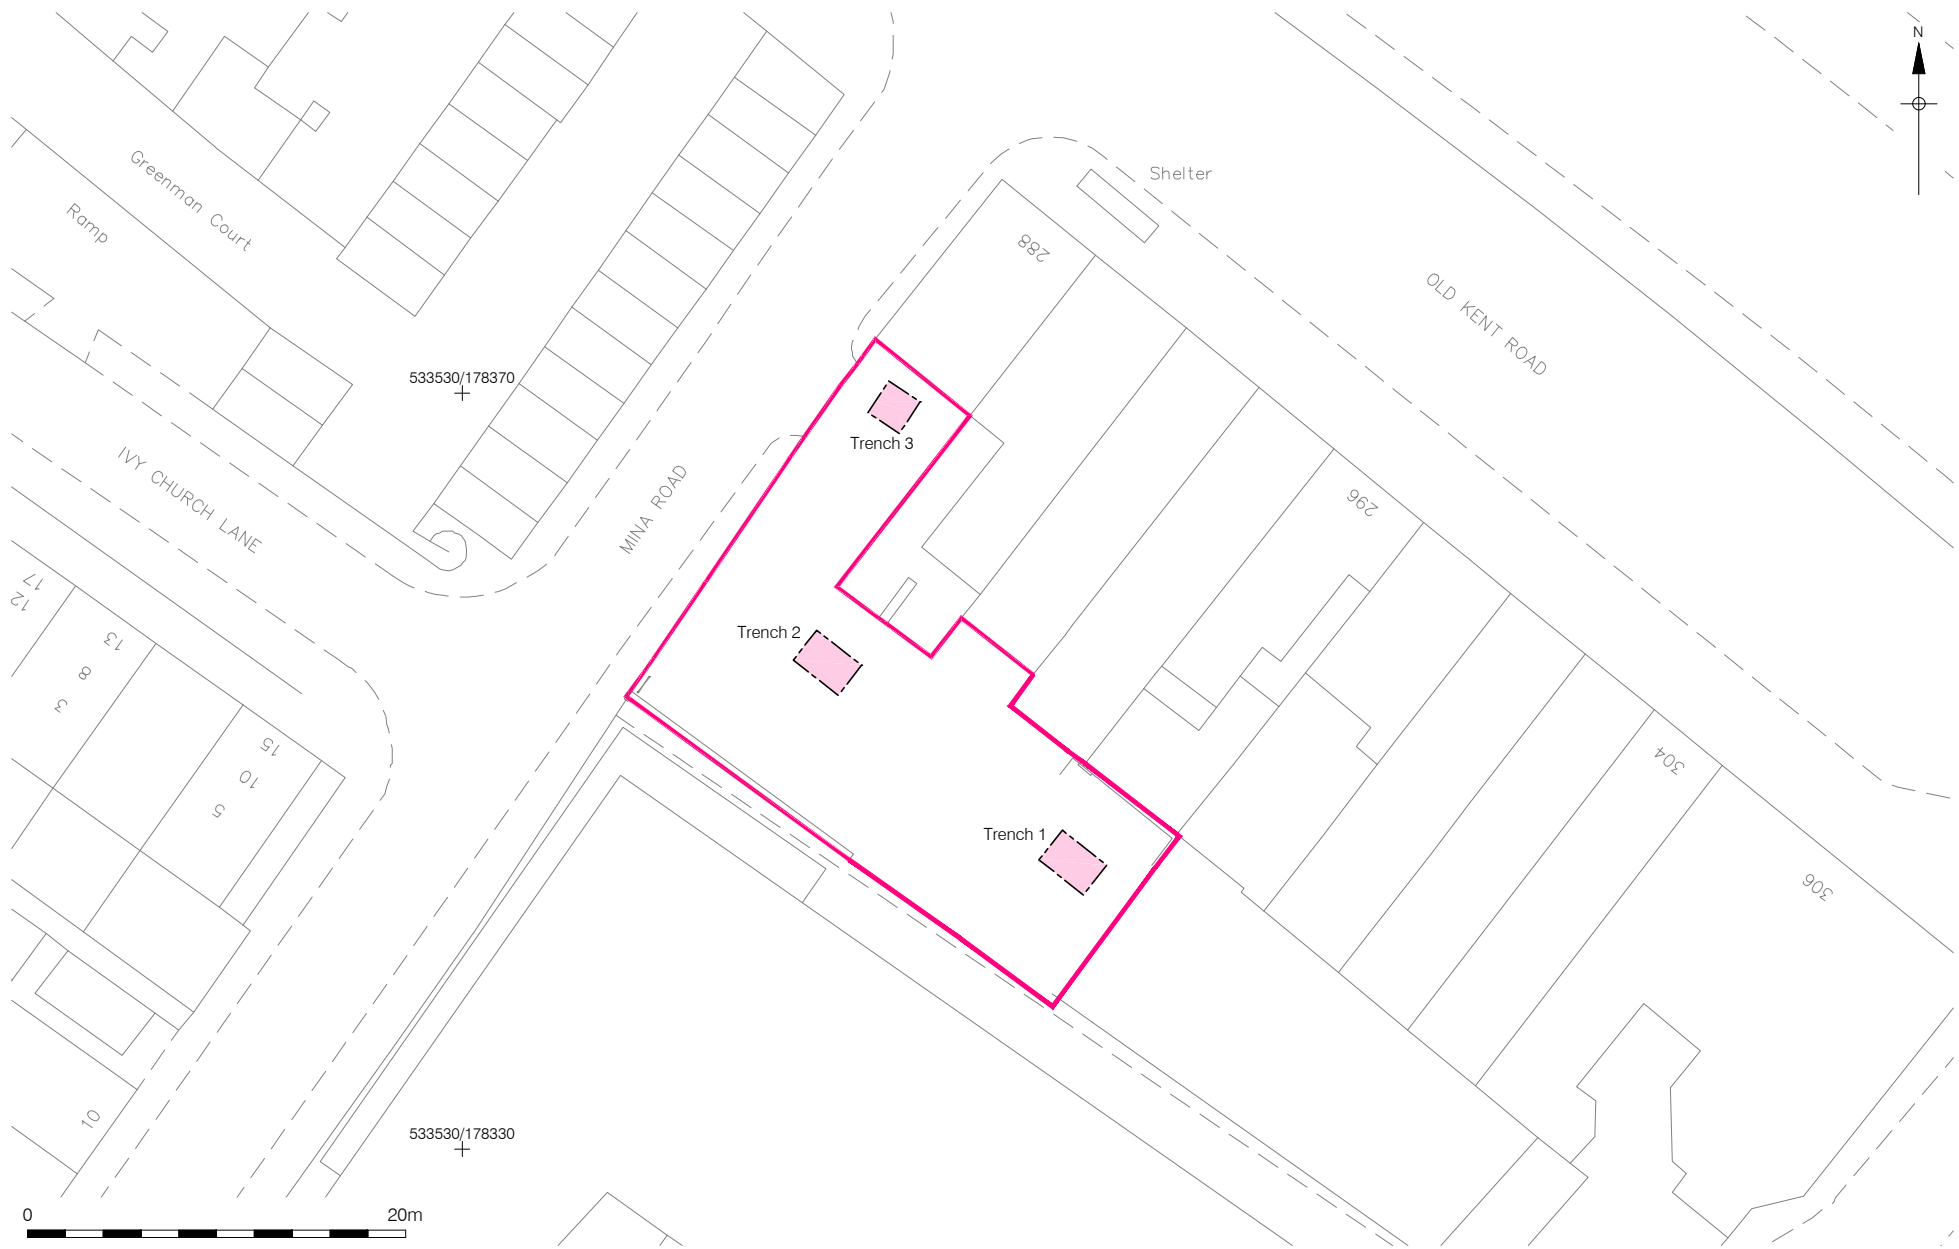 N
Shelter
Greenman Court
Ramp
288
OLD KENT ROAD
533530/178370
Trench 3
IVY CHURCH LANE
MINA ROAD
296
17
12
13
8
3
Trench 2
15
10
5
304
Trench 1
306
10
533530/178330
0 20m